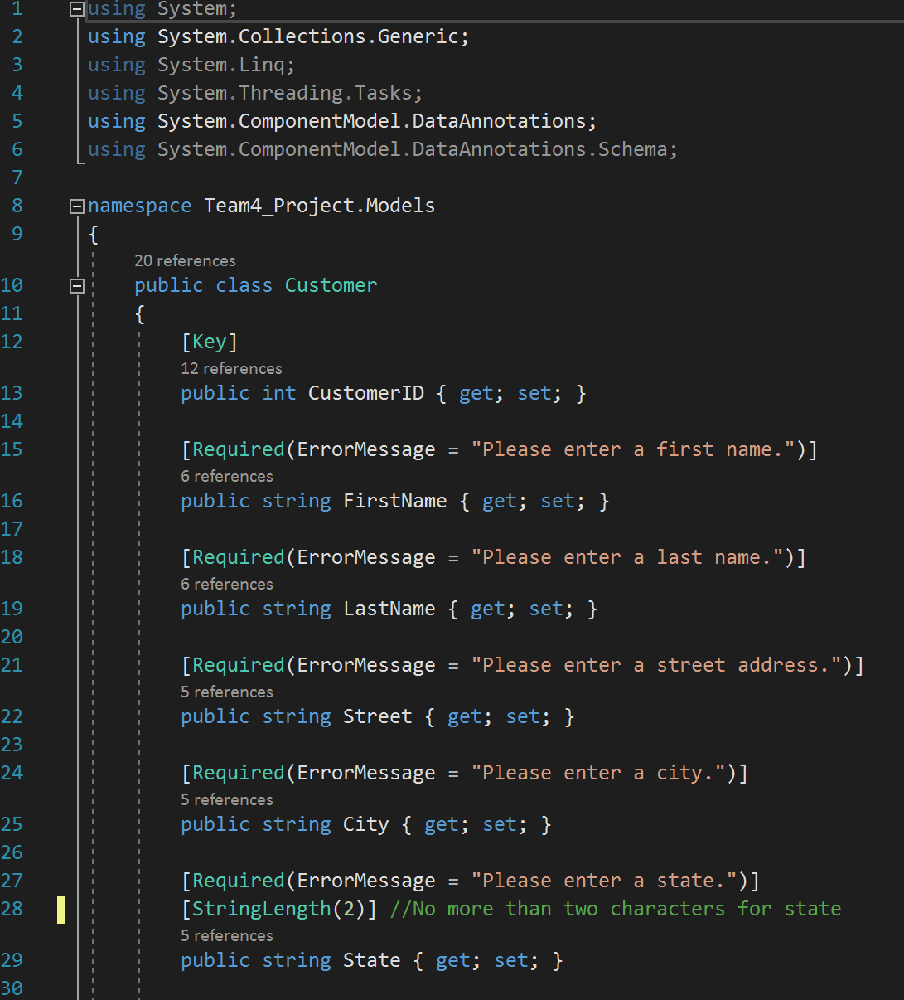 1 using System;
2 using System.Collections.Generic;
3 using System.Linq;
4 using System.Threading.Tasks;
5 using System.ComponentModel.DataAnnotations;
6 using System.ComponentModel.DataAnnotations.Schema;
7
8 namespace Team4_Project.Models
9 {
20 references
10 public class Customer
11 {
12 [Key]
12 references
13 public int CustomerID { get; set; }
14
15 [Required(ErrorMessage = "Please enter a first name.")]
6 references
16 public string FirstName { get; set; }
17
18 [Required(ErrorMessage = "Please enter a last name.")]
6 references
19 public string LastName { get; set; }
20
21 [Required(ErrorMessage = "Please enter a street address.")]
5 references
22 public string Street { get; set; }
23
24 [Required(ErrorMessage = "Please enter a city.")]
5 references
25 public string City { get; set; }
26
27 [Required(ErrorMessage = "Please enter a state.")]
28 [StringLength(2)] //No more than two characters for state
5 references
29 public string State { get; set; }
30